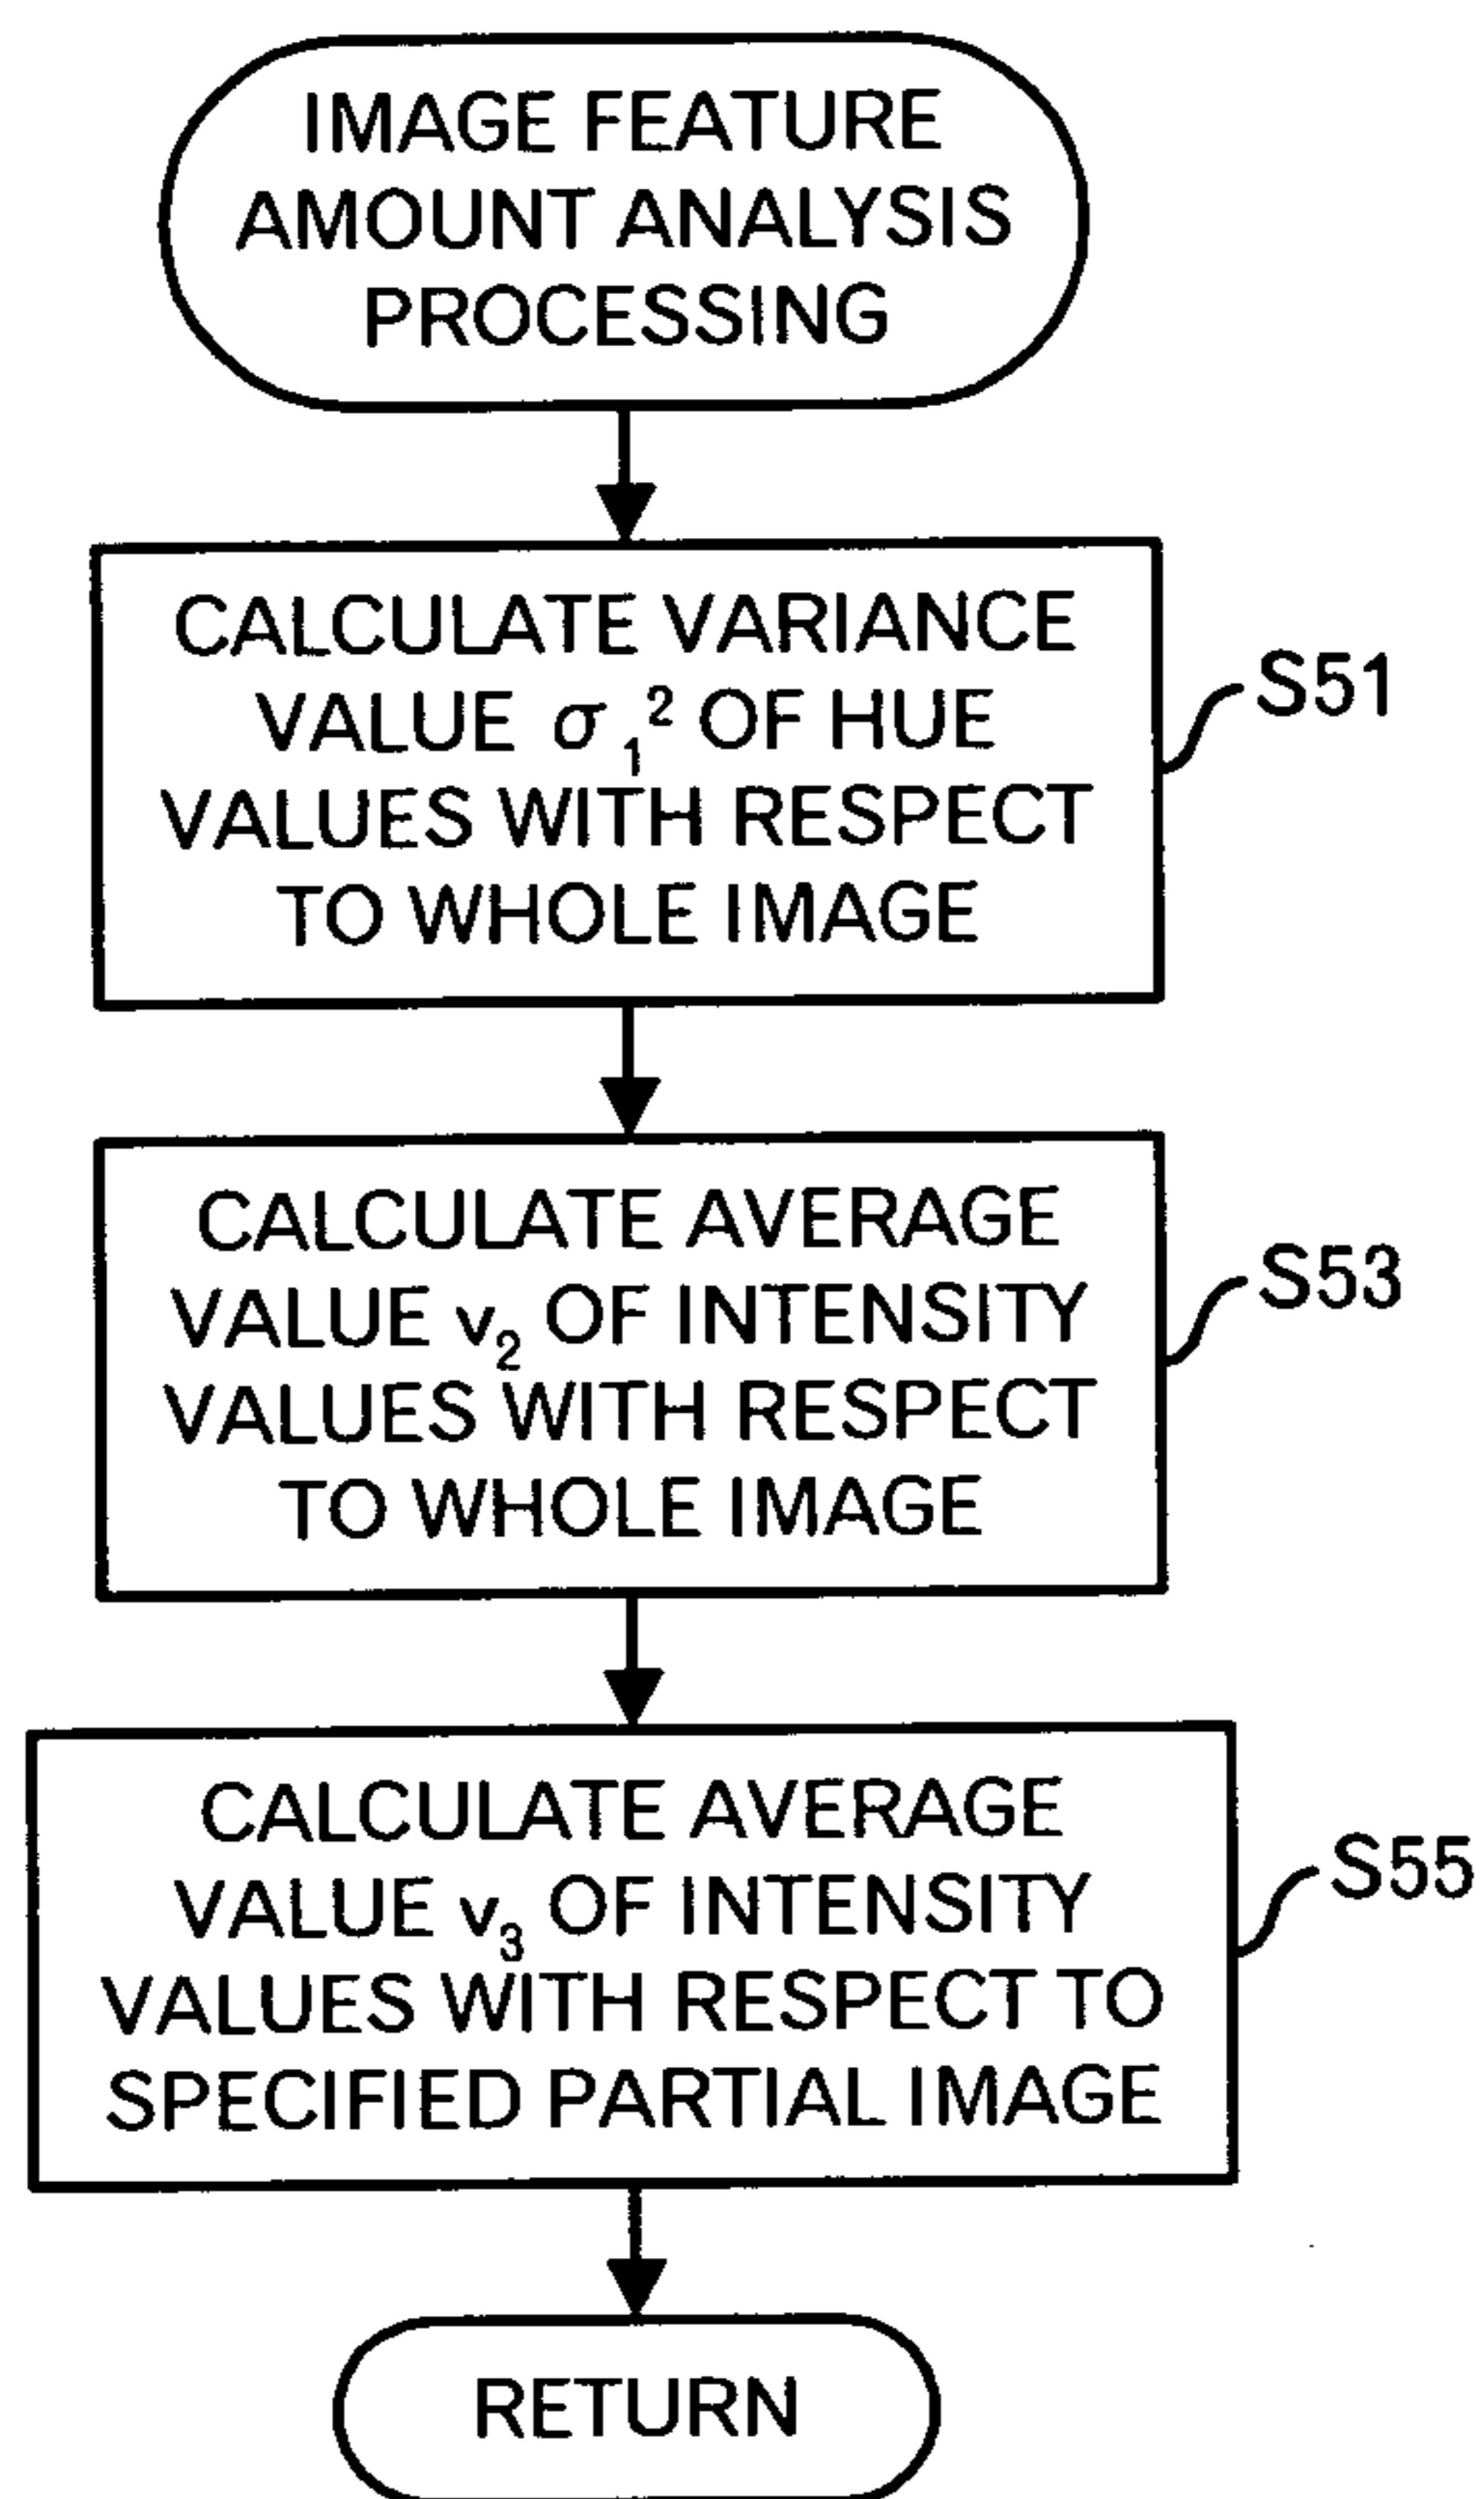 IMAGE FEATURE
AMOUNT ANALYSIS
PROCESSING
CALCULATE VARIANCE
VALUE σ₁² OF HUE
VALUES WITH RESPECT
TO WHOLE IMAGE
S51
CALCULATE AVERAGE
VALUE v₂ OF INTENSITY
VALUES WITH RESPECT
TO WHOLE IMAGE
S53
CALCULATE AVERAGE
VALUE v₃ OF INTENSITY
VALUES WITH RESPECT TO
SPECIFIED PARTIAL IMAGE
S55
RETURN